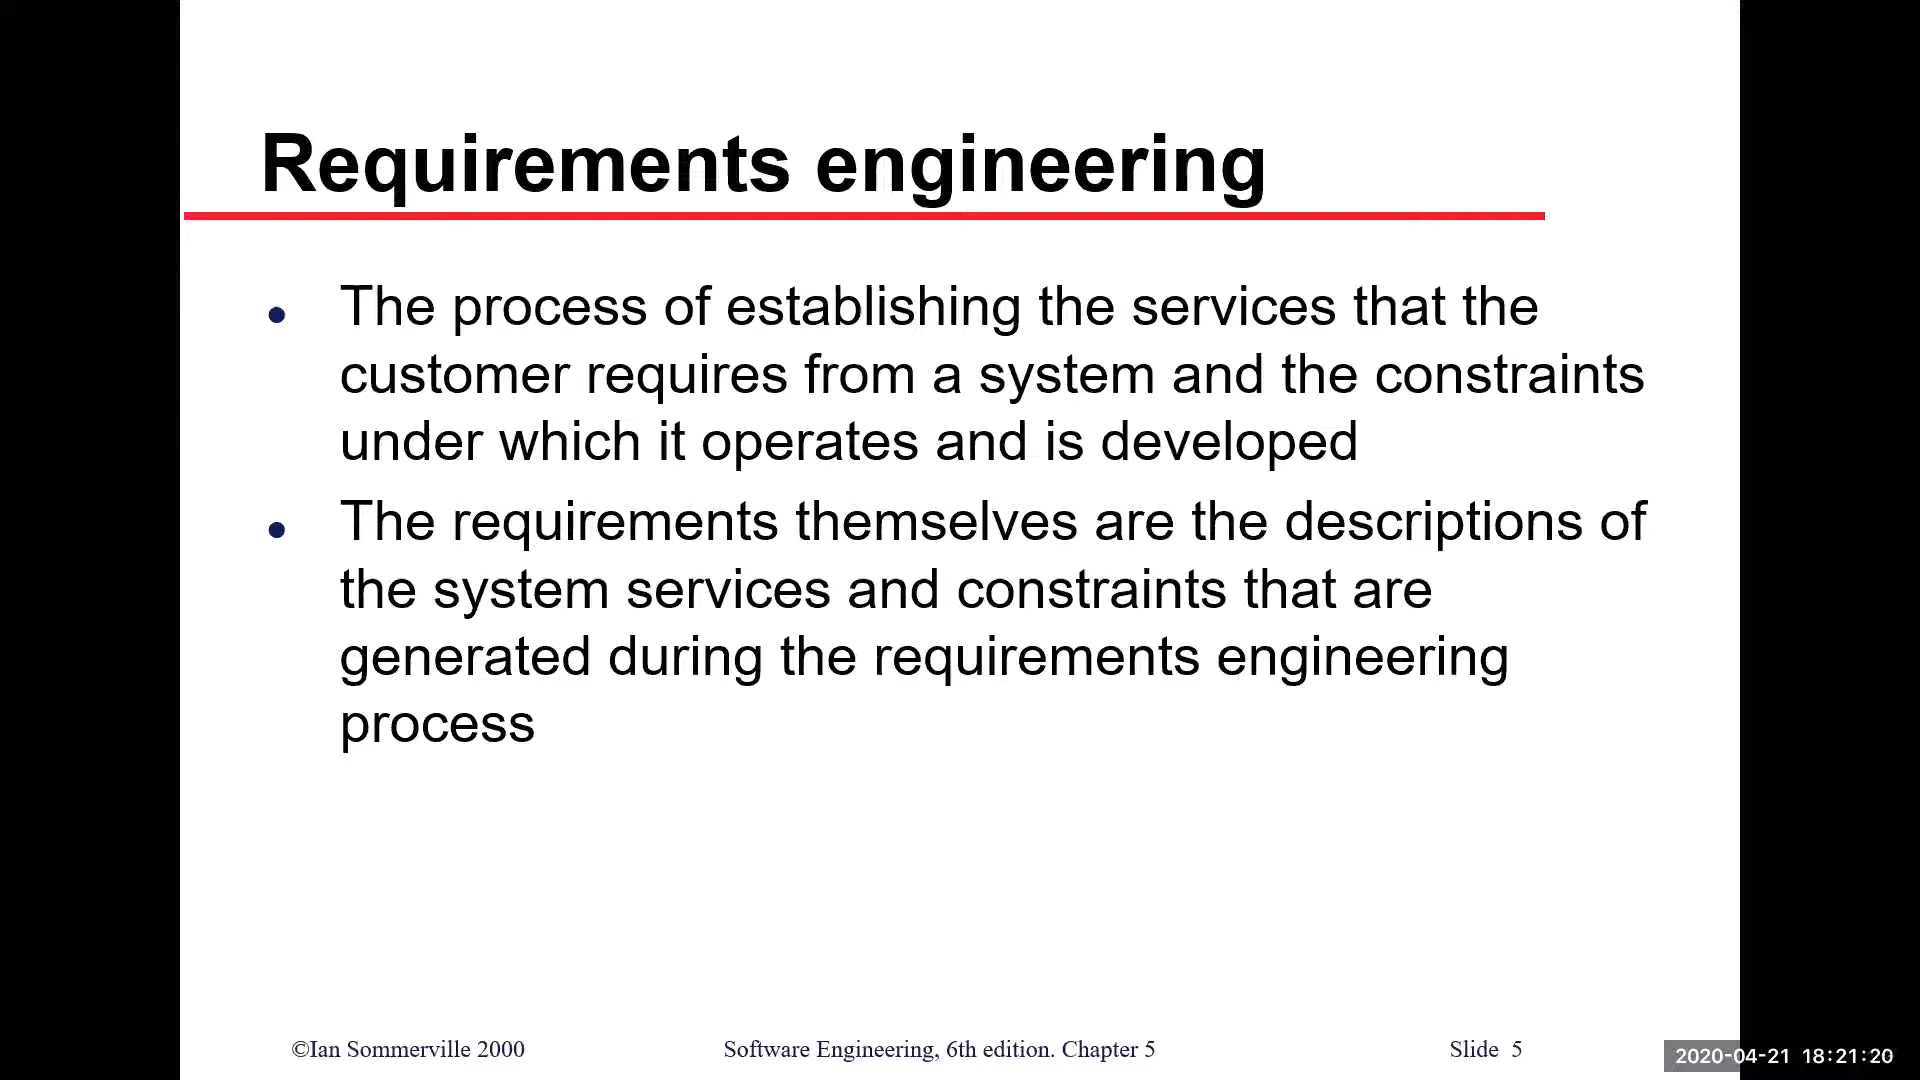 Requirements engineering
• The process of establishing the services that the
customer requires from a system and the constraints
under which it operates and is developed
• The requirements themselves are the descriptions of
the system services and constraints that are
generated during the requirements engineering
process
©Ian Sommerville 2000
Software Engineering, 6th edition. Chapter 5
Slide 5
2020-04-21 18:21:20